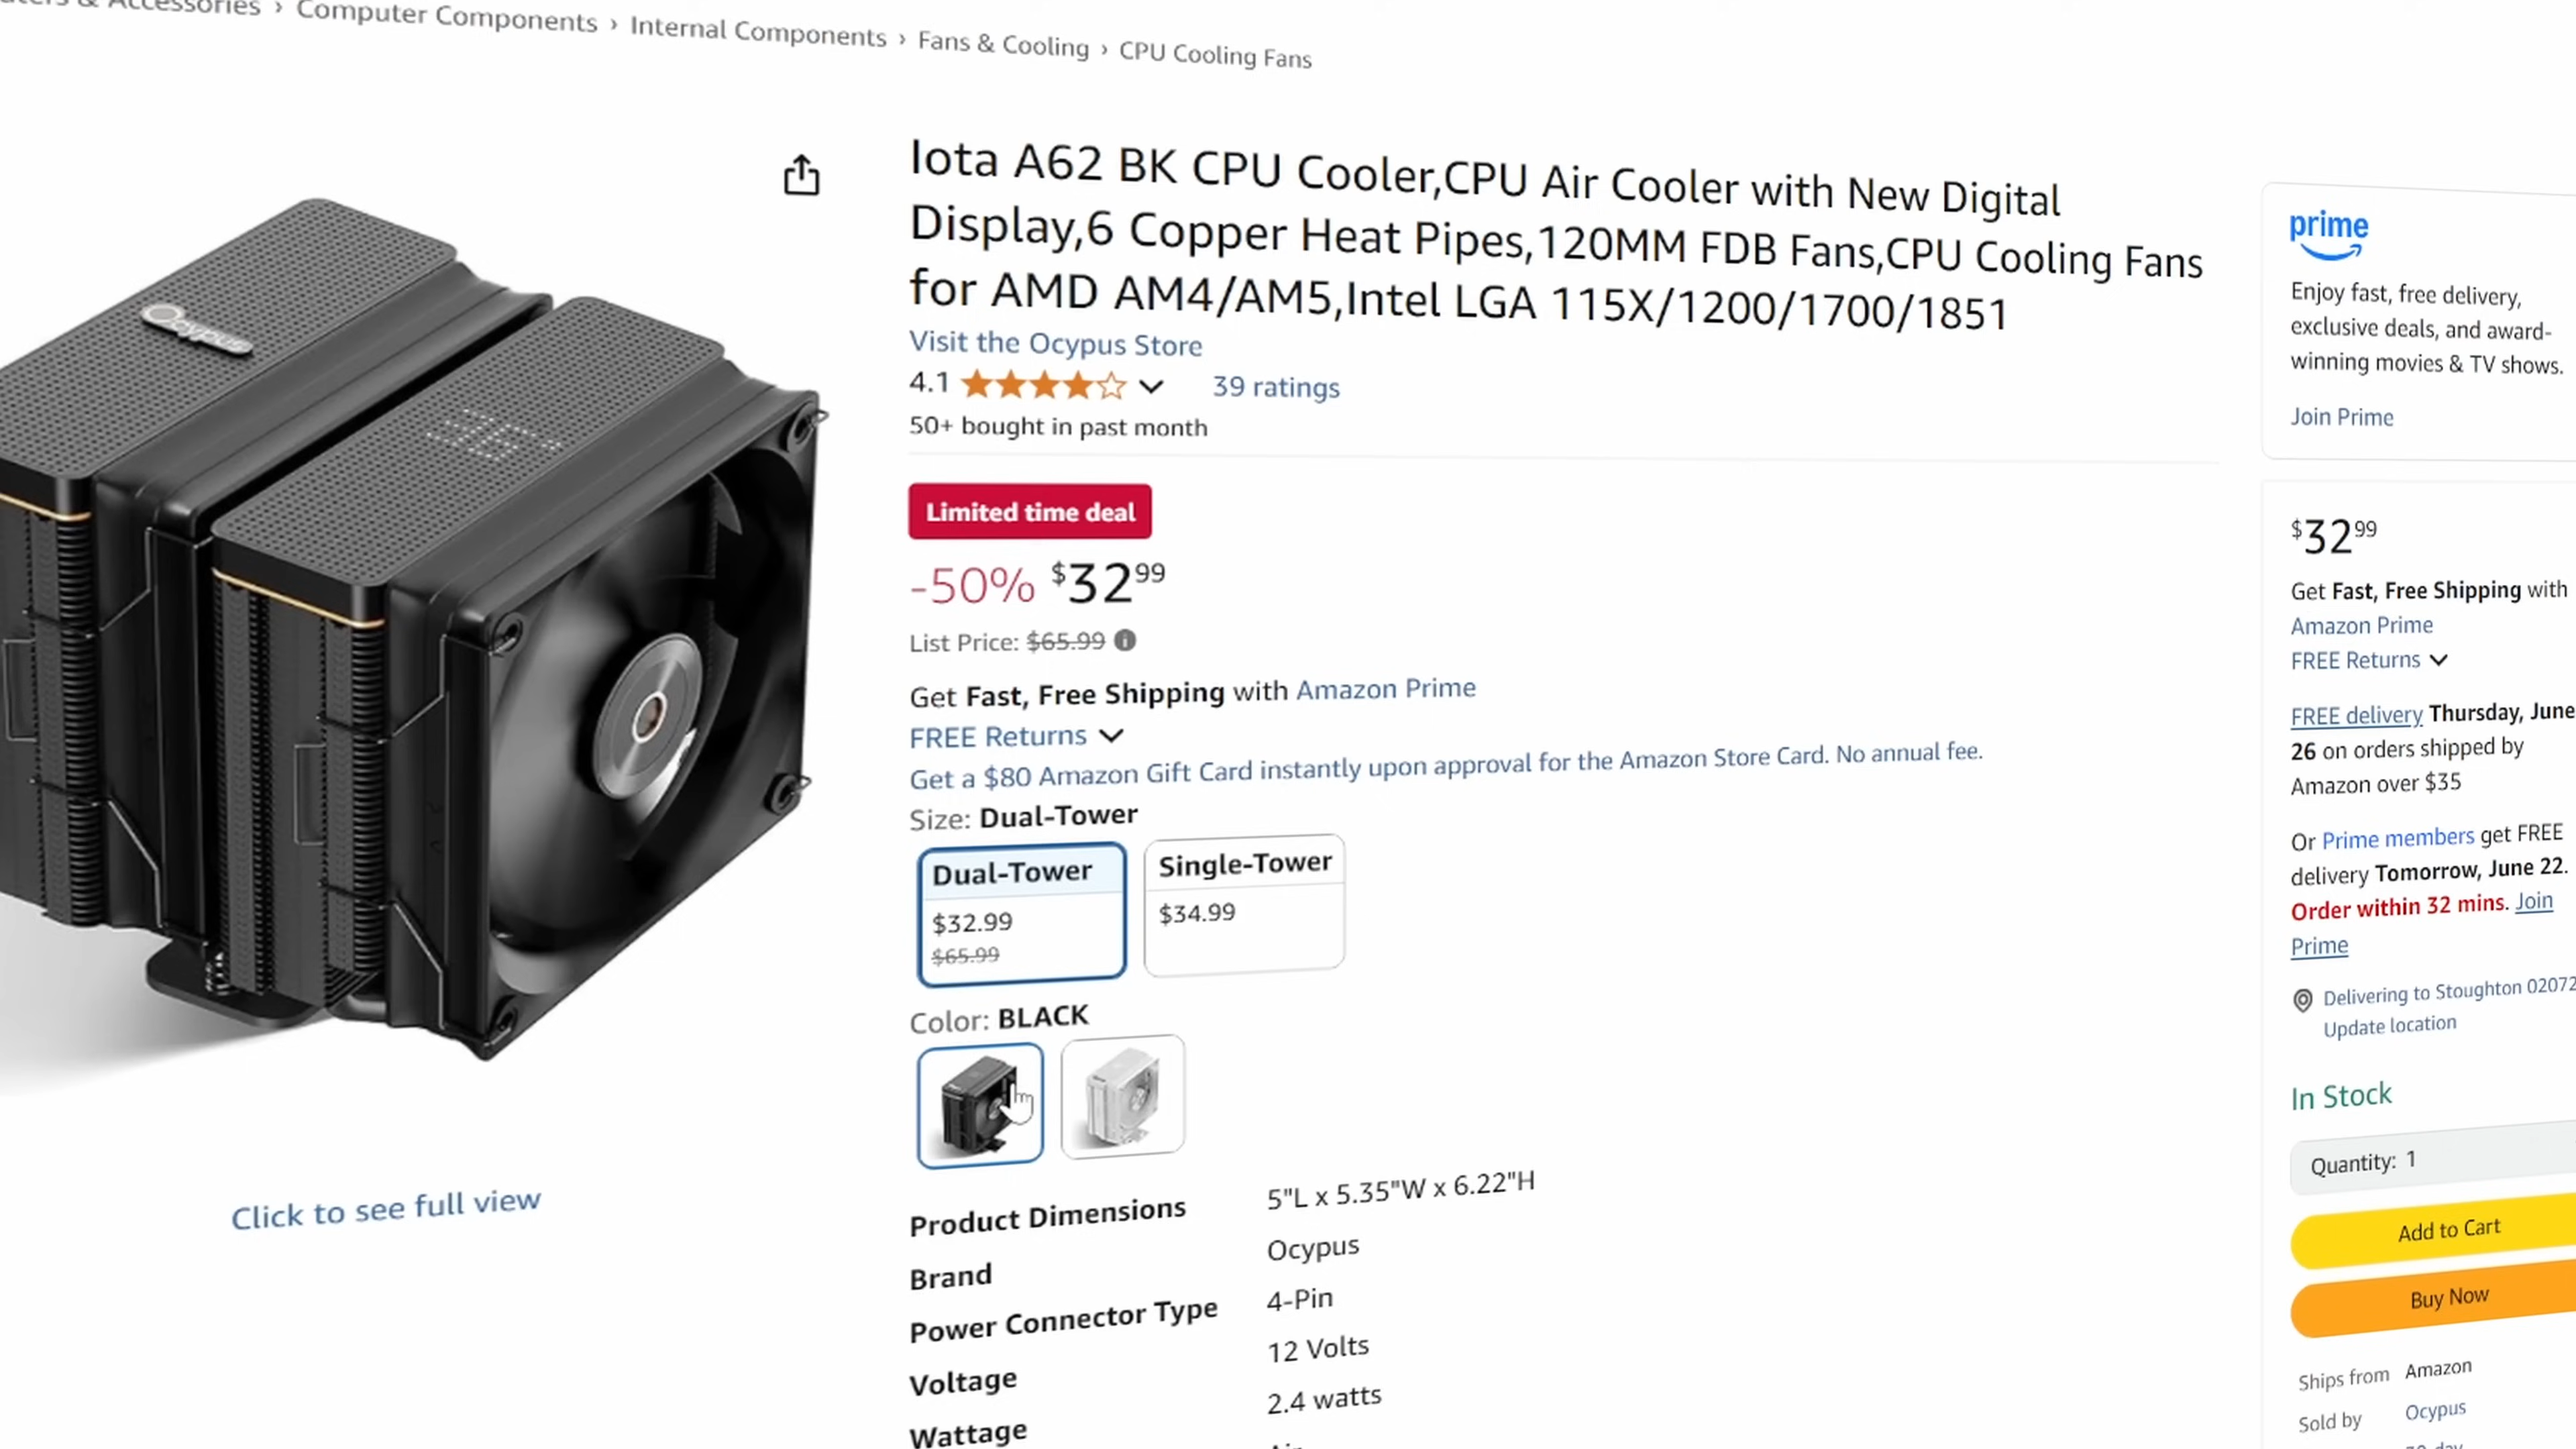 Accessories › Computer Components › Internal Components › Fans & Cooling › CPU Cooling Fans
Ocypus
Iota A62 BK CPU Cooler,CPU Air Cooler with New Digital
Display,6 Copper Heat Pipes,120MM FDB Fans,CPU Cooling Fans
for AMD AM4/AM5,Intel LGA 115X/1200/1700/1851
Visit the Ocypus Store
4.1 39 ratings
50+ bought in past month
Limited time deal
-50% $32 99
List Price: $65.99
Get Fast, Free Shipping with Amazon Prime
FREE Returns
Get a $80 Amazon Gift Card instantly upon approval for the Amazon Store Card. No annual fee.
Size: Dual-Tower
Dual-Tower
$32.99
$65.99
Single-Tower
$34.99
Color: BLACK
Click to see full view
Product Dimensions 5"L x 5.35"W x 6.22"H
Brand Ocypus
Power Connector Type 4-Pin
Voltage 12 Volts
Wattage 2.4 watts
prime
Enjoy fast, free delivery,
exclusive deals, and award-
winning movies & TV shows.
Join Prime
$32 99
Get Fast, Free Shipping with
Amazon Prime
FREE Returns
FREE delivery Thursday, June
26 on orders shipped by
Amazon over $35
Or Prime members get FREE
delivery Tomorrow, June 22.
Order within 32 mins. Join
Prime
Delivering to Stoughton 02072
Update location
In Stock
Quantity: 1
Add to Cart
Buy Now
Ships from Amazon
Sold by Ocypus